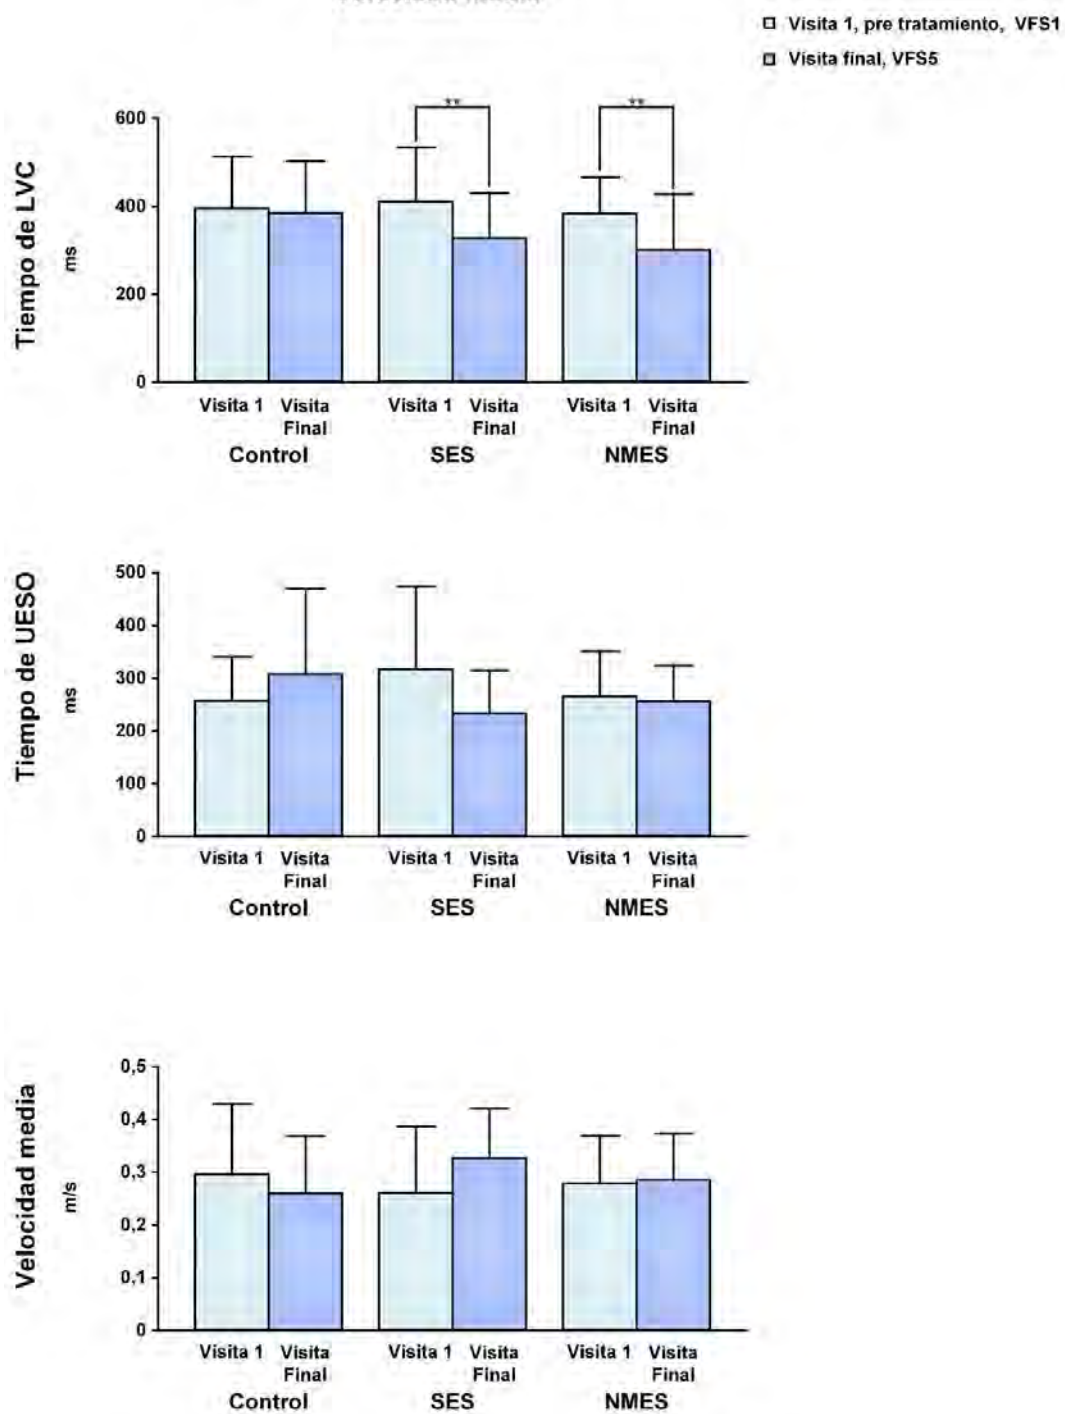 Visita 1, pre tratamiento, VFS1
Visita final, VFS5
Tiempo de LVC
ms
600
400
200
0
**
**
Visita 1 Visita Final
Visita 1 Visita Final
Visita 1 Visita Final
Control SES NMES
Tiempo de UESO
ms
500
400
300
200
100
0
Visita 1 Visita Final
Visita 1 Visita Final
Visita 1 Visita Final
Control SES NMES
Velocidad media
m/s
0,5
0,4
0,3
0,2
0,1
0
Visita 1 Visita Final
Visita 1 Visita Final
Visita 1 Visita Final
Control SES NMES